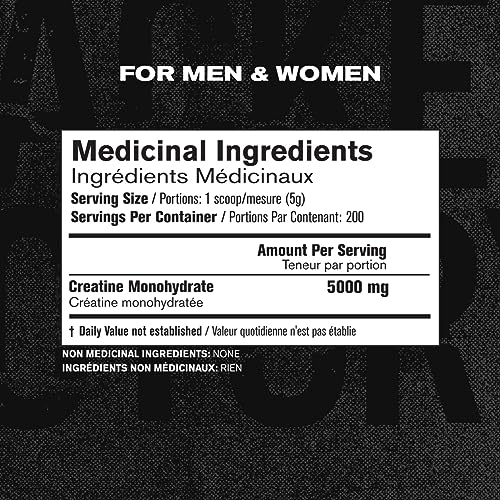 FOR MEN & WOMEN
Medicinal Ingredients
Ingrédients Médicinaux
Serving Size / Portions: 1 scoop/mesure (5g)
Servings Per Container / Portions Par Contenant: 200
Amount Per Serving
Teneur par portion
Creatine Monohydrate 5000 mg
Créatine monohydratée
† Daily Value not established / Valeur quotidienne n'est pas établie
NON MEDICINAL INGREDIENTS: NONE
INGRÉDIENTS NON MÉDICINAUX: RIEN